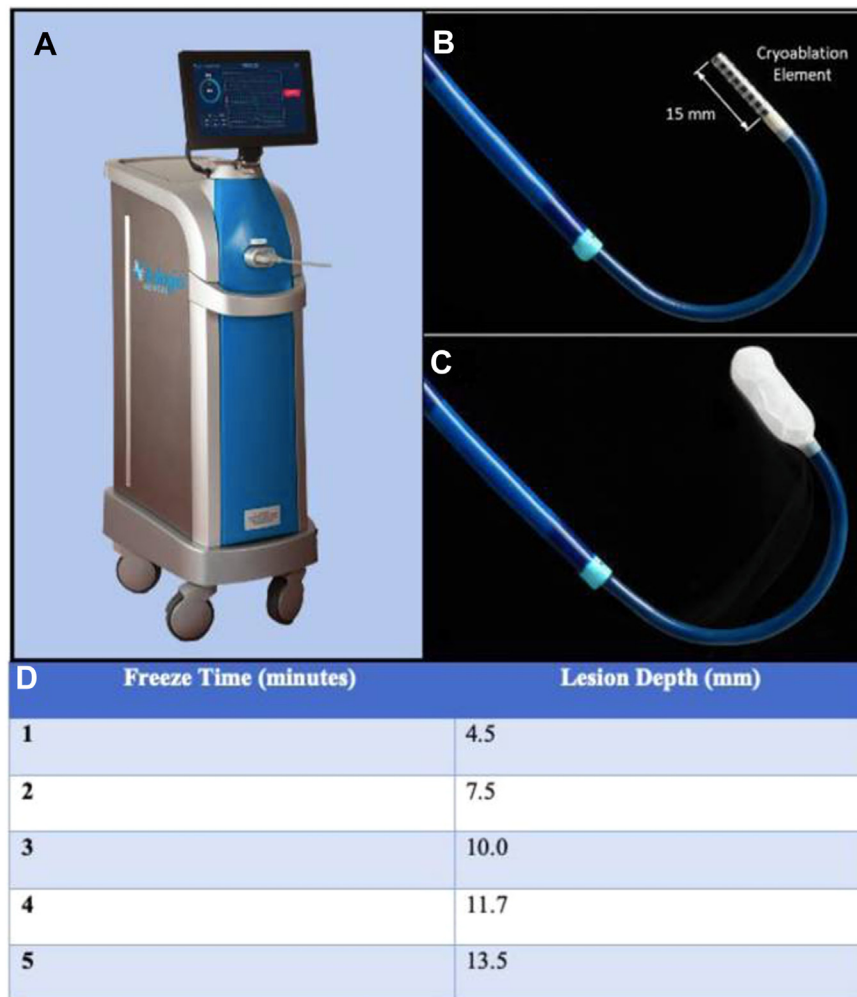 A
B
Cryoablation
Element
15 mm
C
D
Freeze Time (minutes) Lesion Depth (mm)
1 4.5
2 7.5
3 10.0
4 11.7
5 13.5